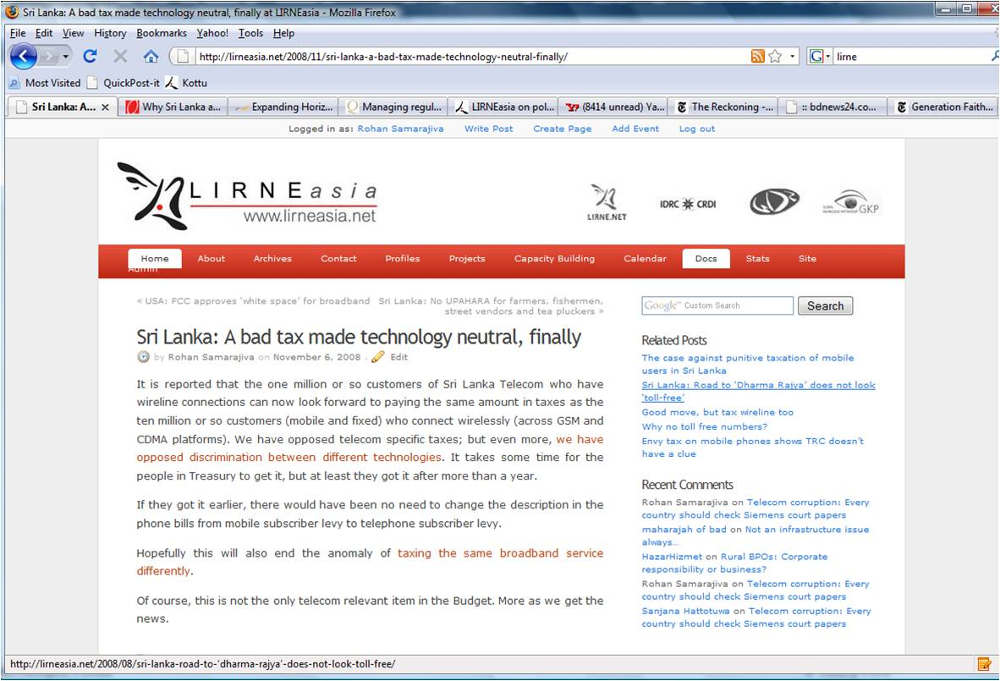 Sri Lanka: A bad tax made technology neutral, finally at LIRNEasia - Mozilla Firefox
File Edit View History Bookmarks Yahoo! Tools Help
http://lirneasia.net/2008/11/sri-lanka-a-bad-tax-made-technology-neutral-finally/ G lirne
Most Visited QuickPost-it Kottu
Sri Lanka: A... Why Sri Lanka a... Expanding Horiz... Managing regul... LIRNEasia on pol... (8414 unread) Ya... The Reckoning -... :: bdnews24.co... Generation Faith...
Logged in as: Rohan Samarajiva Write Post Create Page Add Event Log out
LIRNEasia
www.lirneasia.net
LIRNE.NET IDRC CRDI GKP
Home About Archives Contact Profiles Projects Capacity Building Calendar Docs Stats Site
Admin
« USA: FCC approves ‘white space’ for broadband Sri Lanka: No UPAHARA for farmers, fishermen,
street vendors and tea pluckers »
Sri Lanka: A bad tax made technology neutral, finally
by Rohan Samarajiva on November 6, 2008 . Edit
It is reported that the one million or so customers of Sri Lanka Telecom who have
wireline connections can now look forward to paying the same amount in taxes as the
ten million or so customers (mobile and fixed) who connect wirelessly (across GSM and
CDMA platforms). We have opposed telecom specific taxes; but even more, we have
opposed discrimination between different technologies. It takes some time for the
people in Treasury to get it, but at least they got it after more than a year.
If they got it earlier, there would have been no need to change the description in the
phone bills from mobile subscriber levy to telephone subscriber levy.
Hopefully this will also end the anomaly of taxing the same broadband service
differently.
Of course, this is not the only telecom relevant item in the Budget. More as we get the
news.
Google™ Custom Search Search
Related Posts
The case against punitive taxation of mobile
users in Sri Lanka
Sri Lanka: Road to ‘Dharma Rajya’ does not look
‘toll-free’
Good move, but tax wireline too
Why no toll free numbers?
Envy tax on mobile phones shows TRC doesn’t
have a clue
Recent Comments
Rohan Samarajiva on Telecom corruption: Every
country should check Siemens court papers
maharajah of bad on Not an infrastructure issue
always…
HazarHizmet on Rural BPOs: Corporate
responsibility or business?
Rohan Samarajiva on Telecom corruption: Every
country should check Siemens court papers
Sanjana Hattotuwa on Telecom corruption: Every
country should check Siemens court papers
http://lirneasia.net/2008/08/sri-lanka-road-to-‘dharma-rajya’-does-not-look-toll-free/